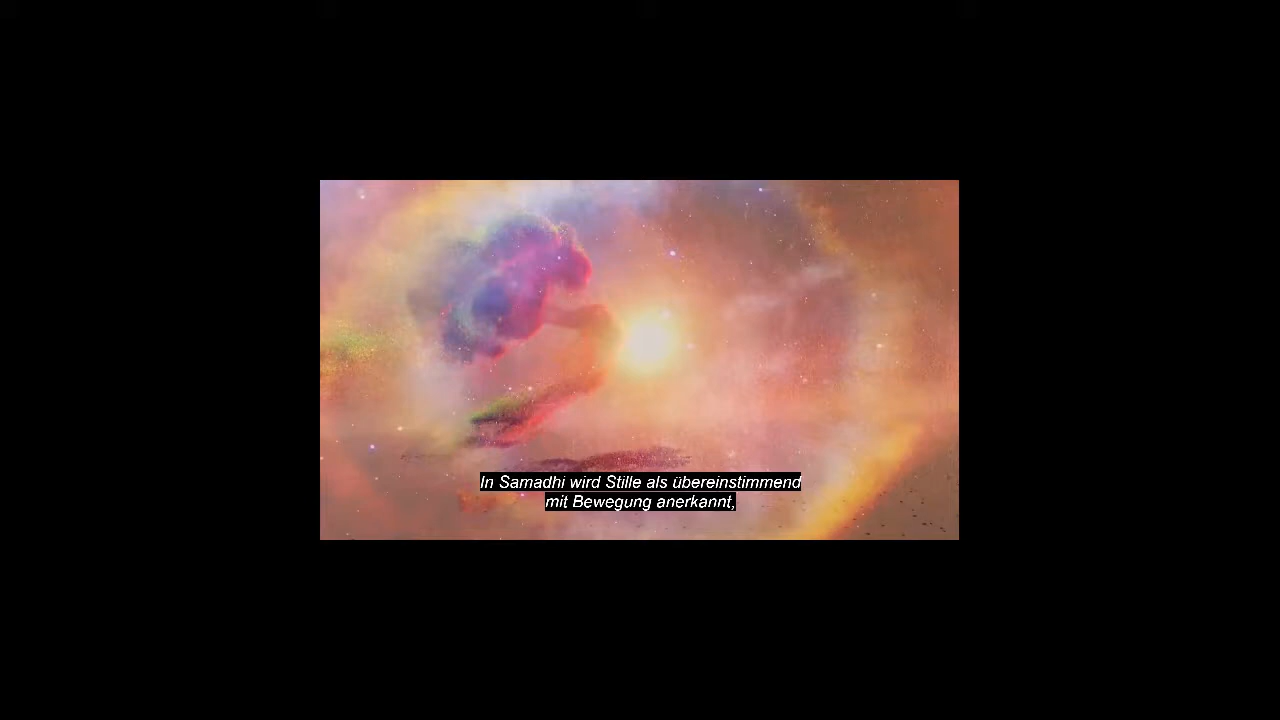 In Samadhi wird Stille als übereinstimmend
mit Bewegung anerkannt,